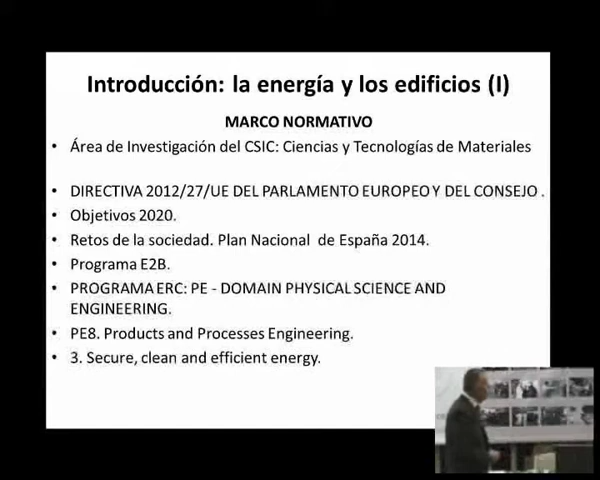 Introducción: la energía y los edificios (I)
MARCO NORMATIVO
• Área de Investigación del CSIC: Ciencias y Tecnologías de Materiales
• DIRECTIVA 2012/27/UE DEL PARLAMENTO EUROPEO Y DEL CONSEJO .
• Objetivos 2020.
• Retos de la sociedad. Plan Nacional de España 2014.
• Programa E2B.
• PROGRAMA ERC: PE - DOMAIN PHYSICAL SCIENCE AND
ENGINEERING.
• PE8. Products and Processes Engineering.
• 3. Secure, clean and efficient energy.